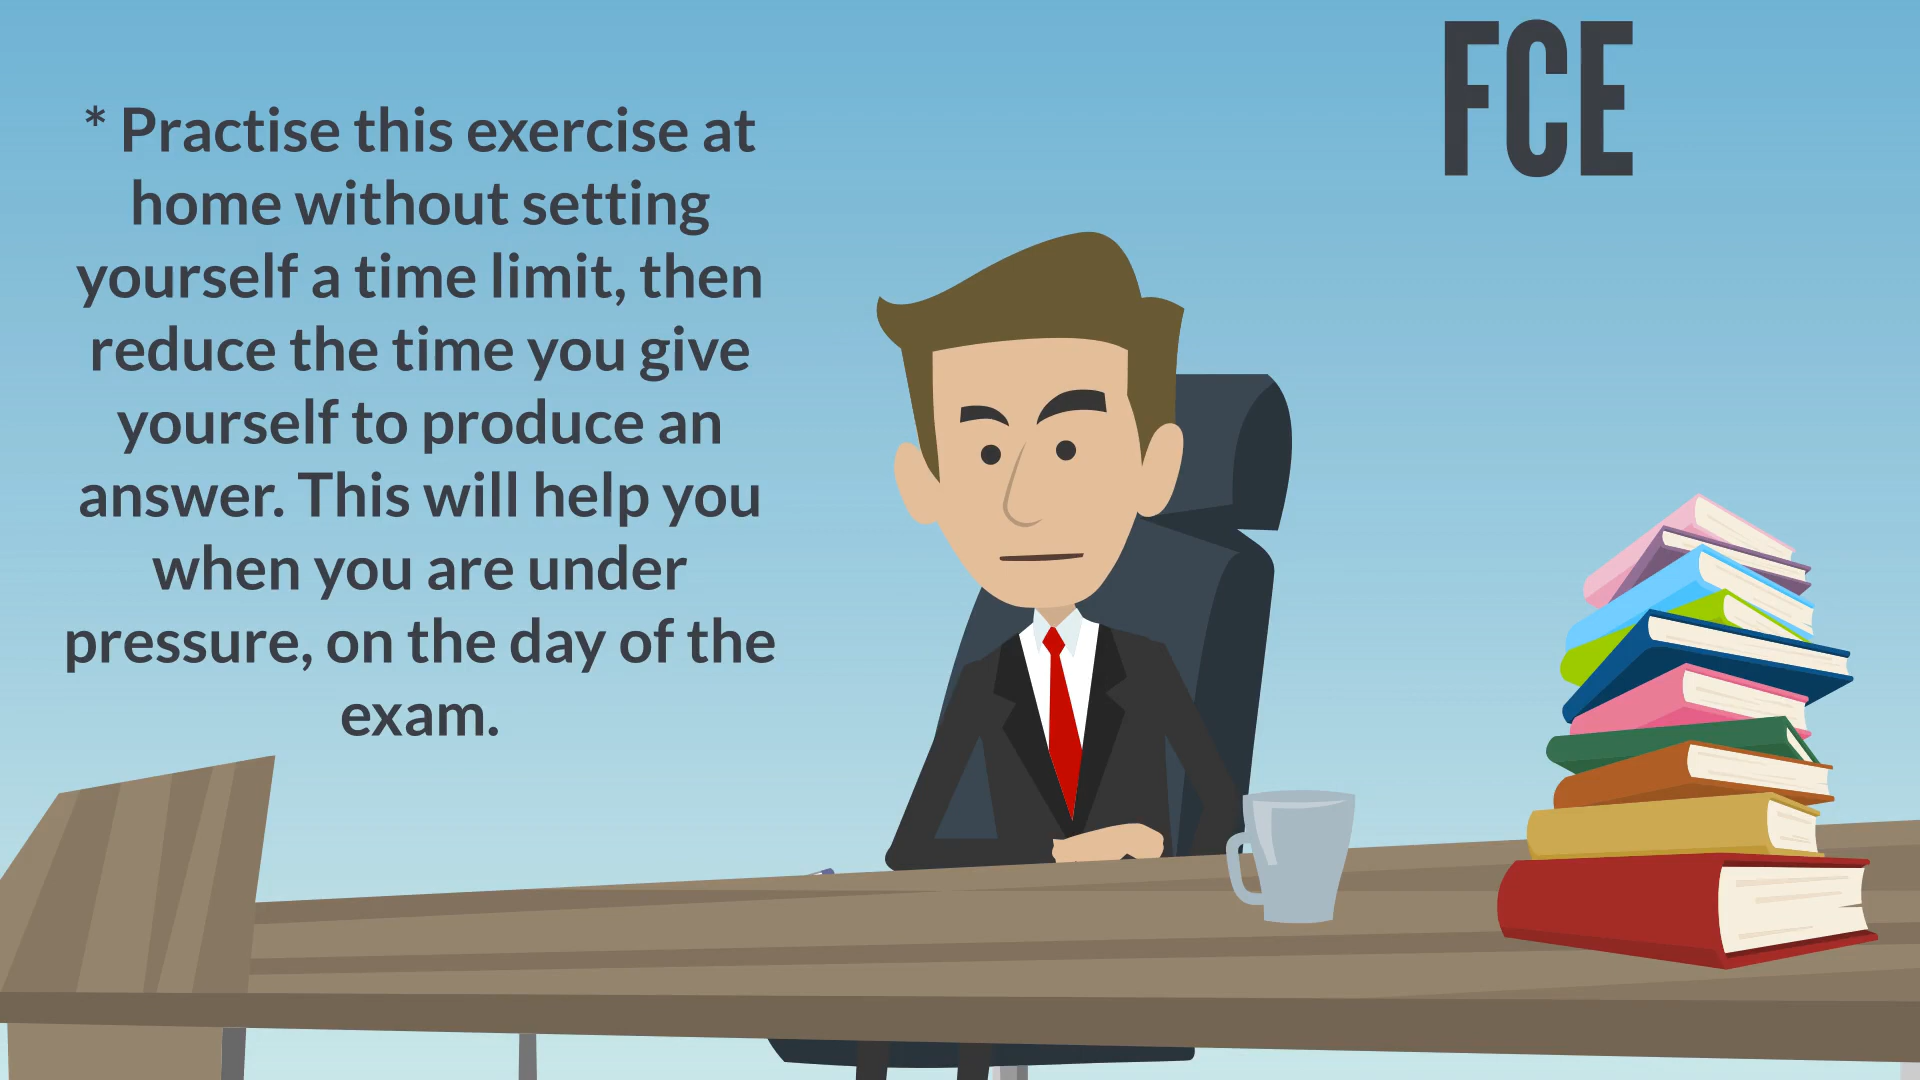 FCE
* Practise this exercise at
home without setting
yourself a time limit, then
reduce the time you give
yourself to produce an
answer. This will help you
when you are under
pressure, on the day of the
exam.